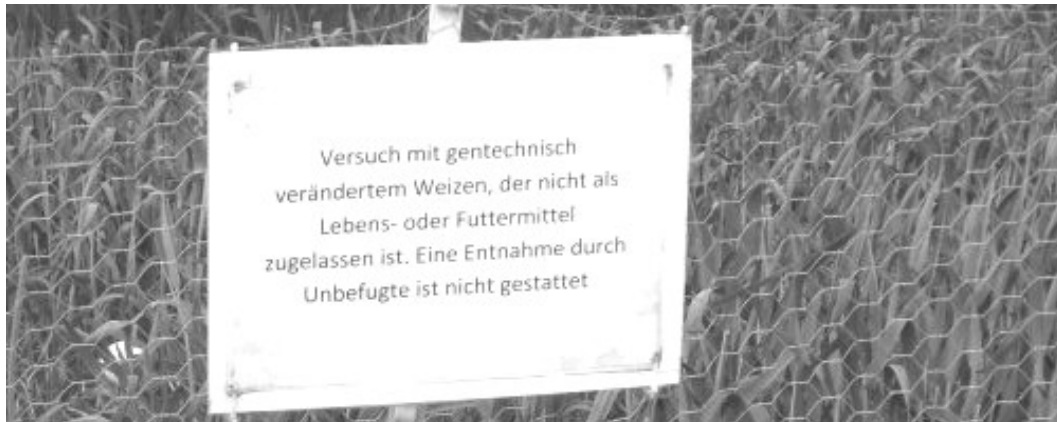 Versuch mit gentechnisch
verändertem Weizen, der nicht als
Lebens- oder Futtermittel
zugelassen ist. Eine Entnahme durch
Unbefugte ist nicht gestattet